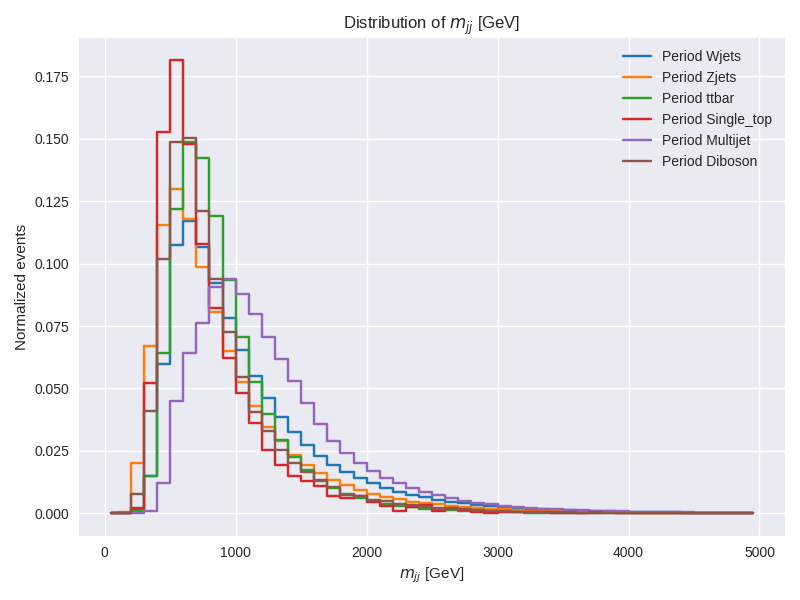 Distribution of m_jj [GeV]
Period Wjets
Period Zjets
Period ttbar
Period Single_top
Period Multijet
Period Diboson
Normalized events
0.175
0.150
0.125
0.100
0.075
0.050
0.025
0.000
0 1000 2000 3000 4000 5000
m_jj [GeV]